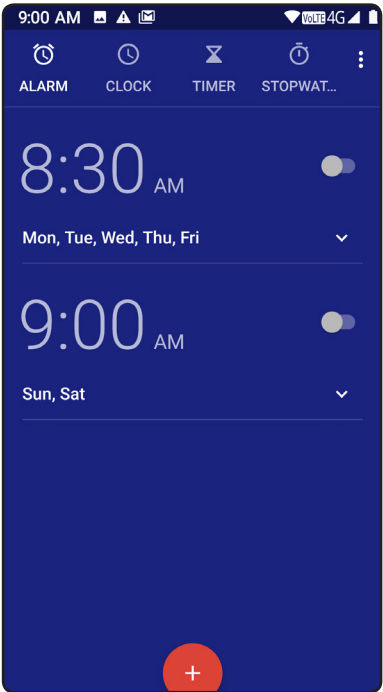 9:00 AM VoLTE 4G
ALARM CLOCK TIMER STOPWAT...
8:30 AM
Mon, Tue, Wed, Thu, Fri
9:00 AM
Sun, Sat